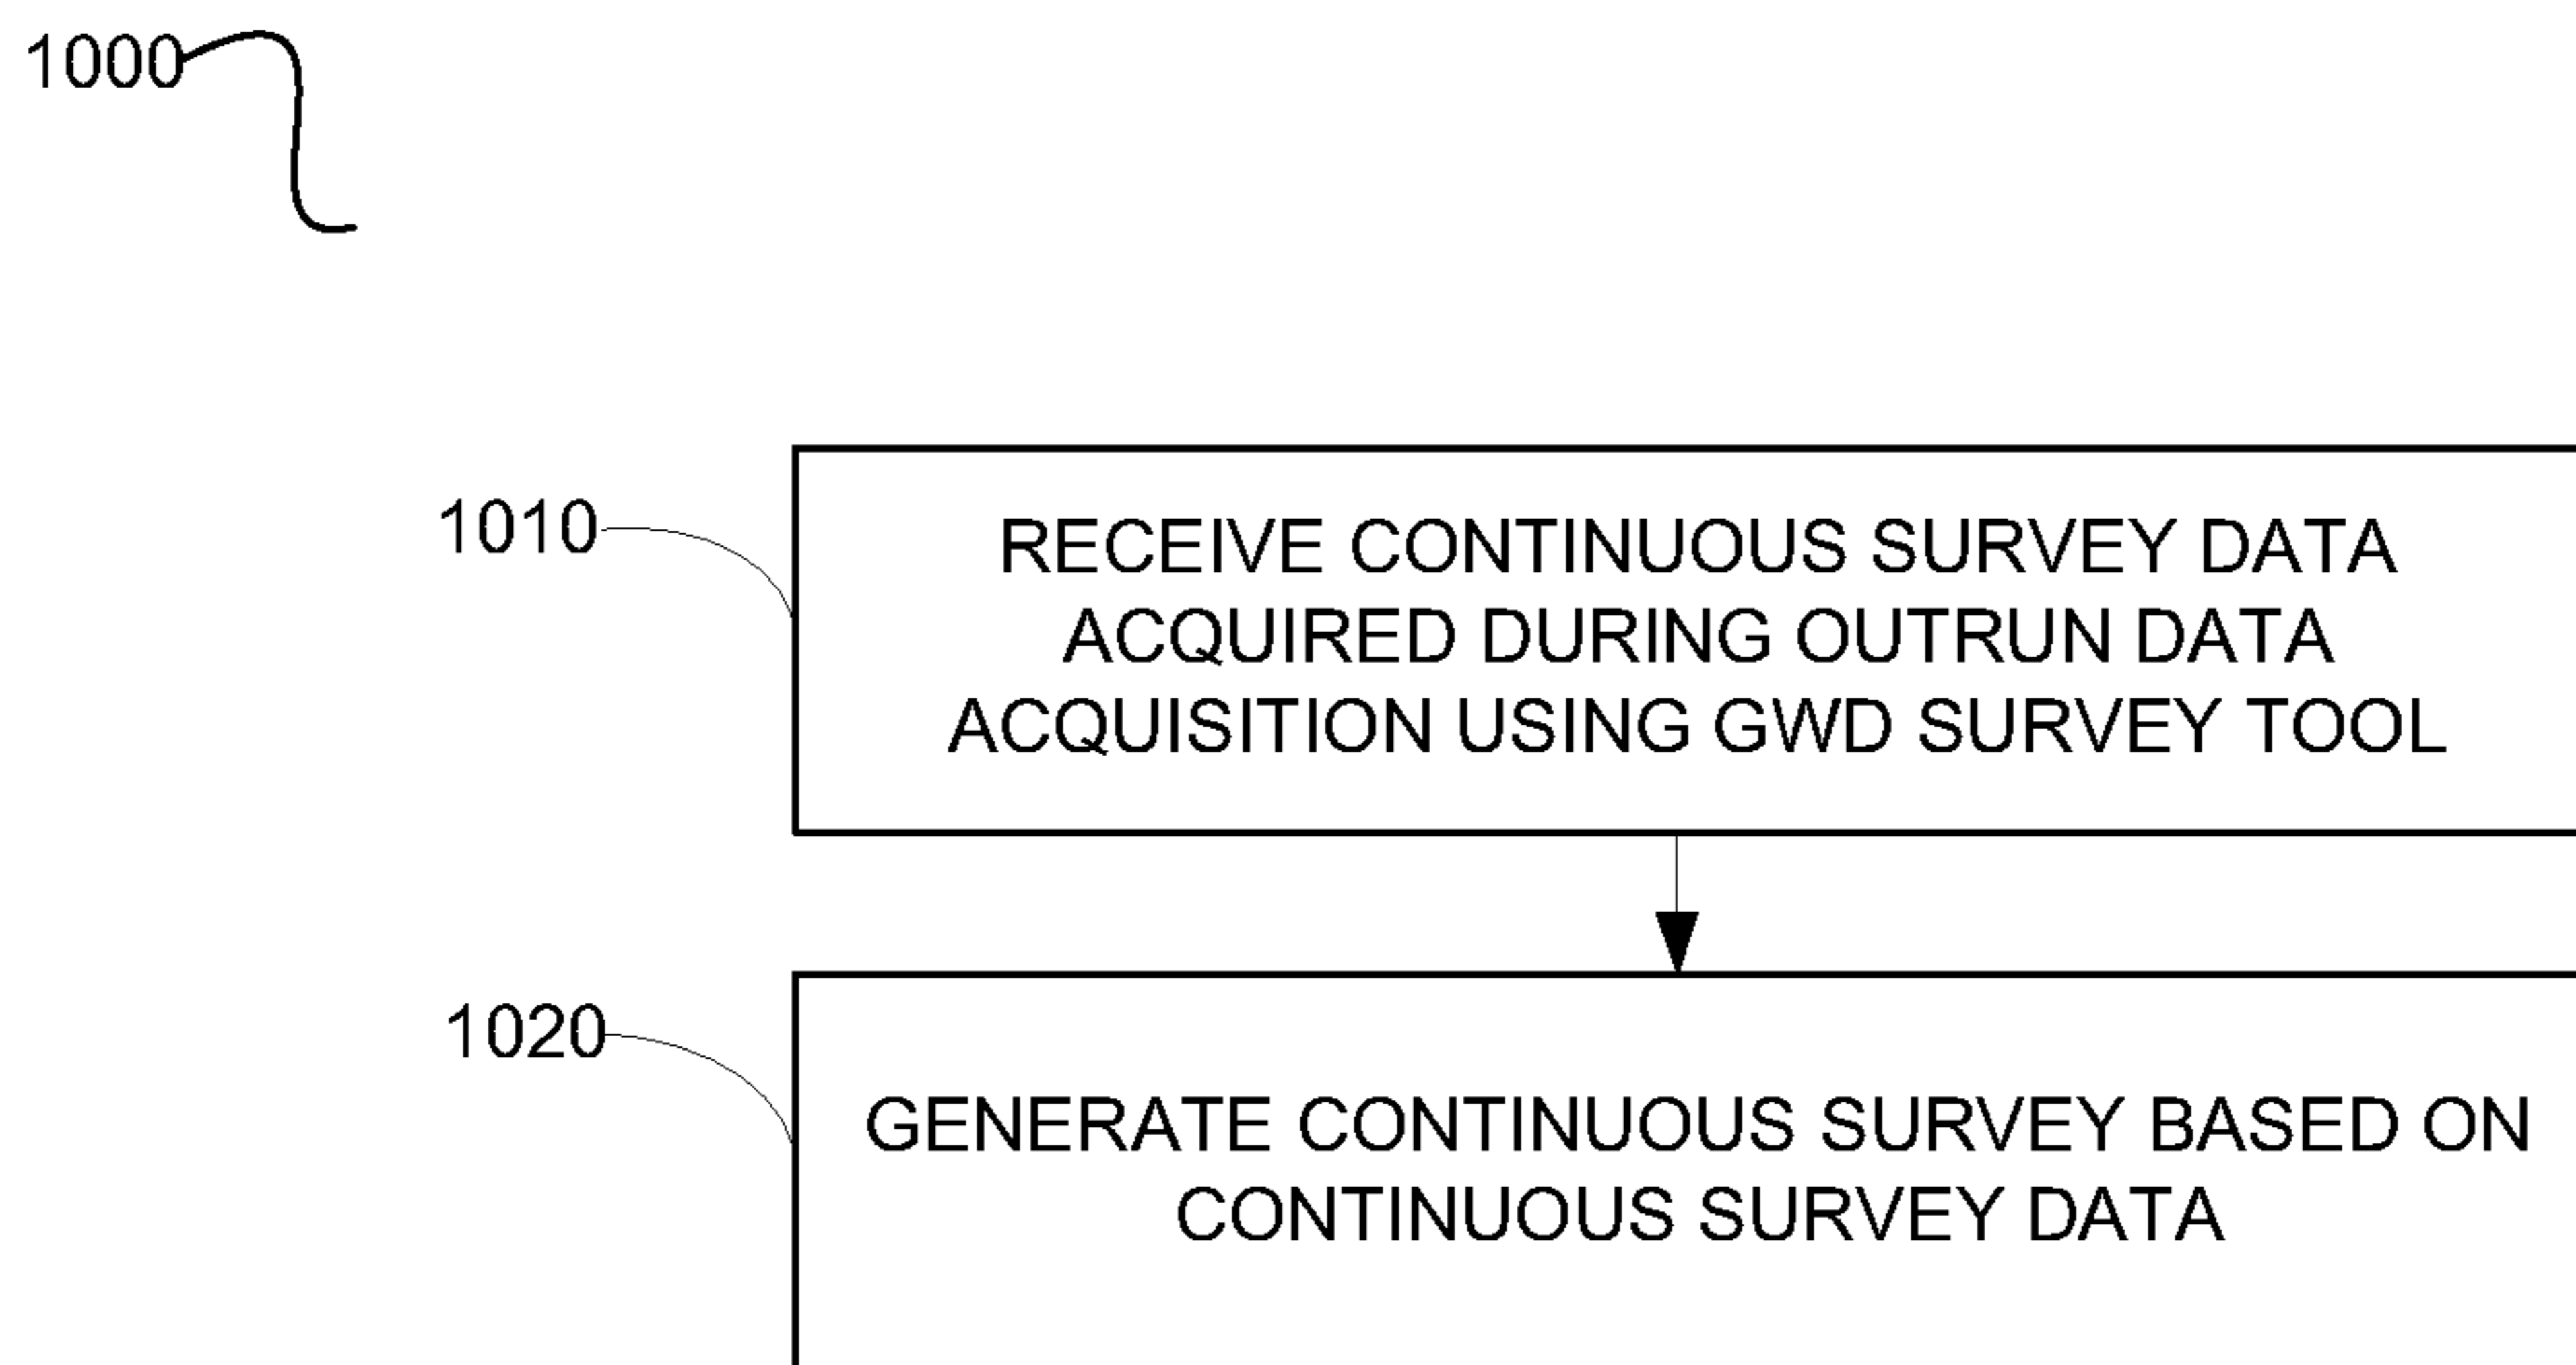 1000
1010
RECEIVE CONTINUOUS SURVEY DATA
ACQUIRED DURING OUTRUN DATA
ACQUISITION USING GWD SURVEY TOOL
1020
GENERATE CONTINUOUS SURVEY BASED ON
CONTINUOUS SURVEY DATA